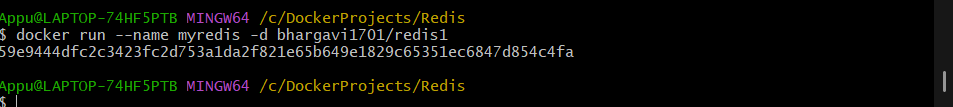 Appu@LAPTOP-74HF5PTB MINGW64 /c/DockerProjects/Redis
$ docker run --name myredis -d bhargavi1701/redis1
59e9444dfc2c3423fc2d753a1da2f821e65b649e1829c65351ec6847d854c4fa
Appu@LAPTOP-74HF5PTB MINGW64 /c/DockerProjects/Redis
$